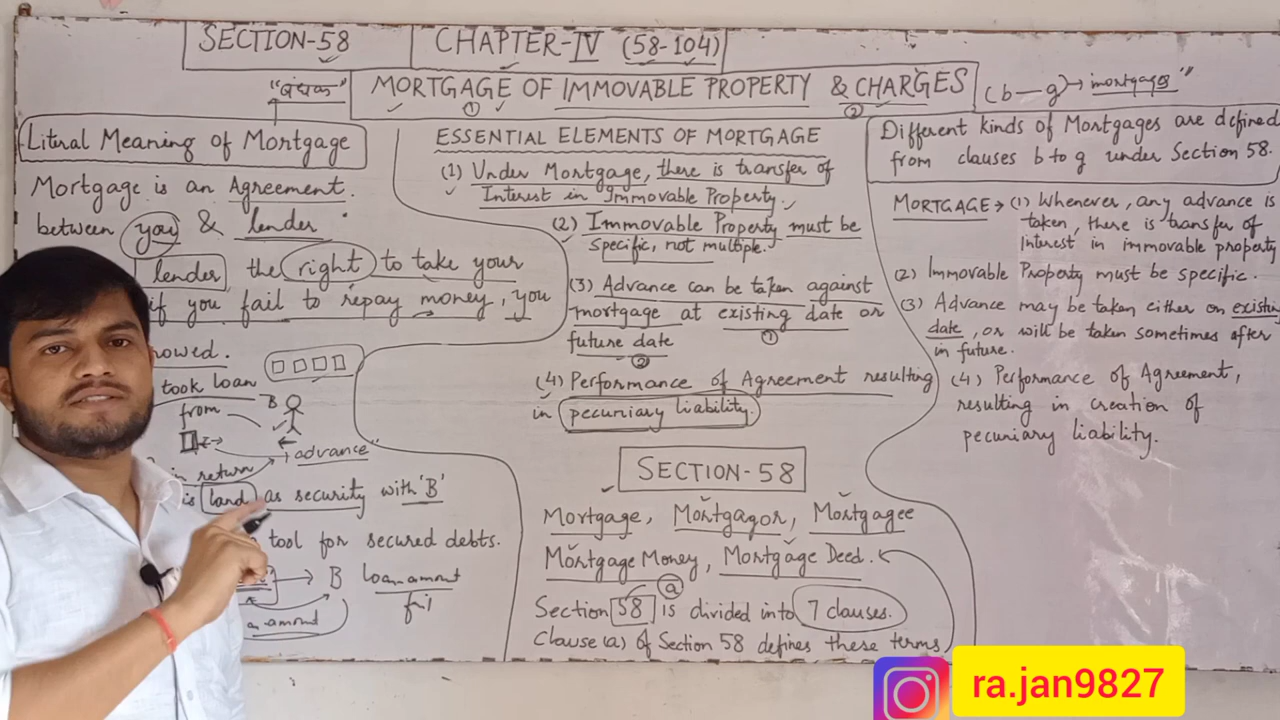 SECTION-58
CHAPTER-IV (58-104)
"बंधक"
MORTGAGE OF IMMOVABLE PROPERTY & CHARGES
① ②
(b-g)→ mortgages"
Litral Meaning of Mortgage
Mortgage is an Agreement.
between you & lender
lender the right to take your
if you fail to repay money, you
rowed.
took loan
from B
advance"
in return
is land as security with 'B'
tool for secured debts.
B loan amount
ESSENTIAL ELEMENTS OF MORTGAGE
(1) Under Mortgage, there is transfer of
Interest in Immovable Property.
(2) Immovable Property must be
specific, not multiple.
(3) Advance can be taken against
mortgage at existing date or
①
future date
②
(4) Performance of Agreement resulting
in pecuniary liability.
SECTION-58
Mortgage, Mortgagor, Mortgagee
Mortgage Money, Mortgage Deed.
ⓐ
Section 58 is divided into 7 clauses.
Clause (a) of Section 58 defines these terms
Different kinds of Mortgages are defined
from clauses b to g under Section 58.
MORTGAGE → (1) Whenever, any advance is
taken, there is transfer of
Interest in immovable property
(2) Immovable Property must be specific.
(3) Advance may be taken either on existing
date, or will be taken sometimes after
in future.
(4) Performance of Agreement,
resulting in creation of
pecuniary liability.
ra.jan9827